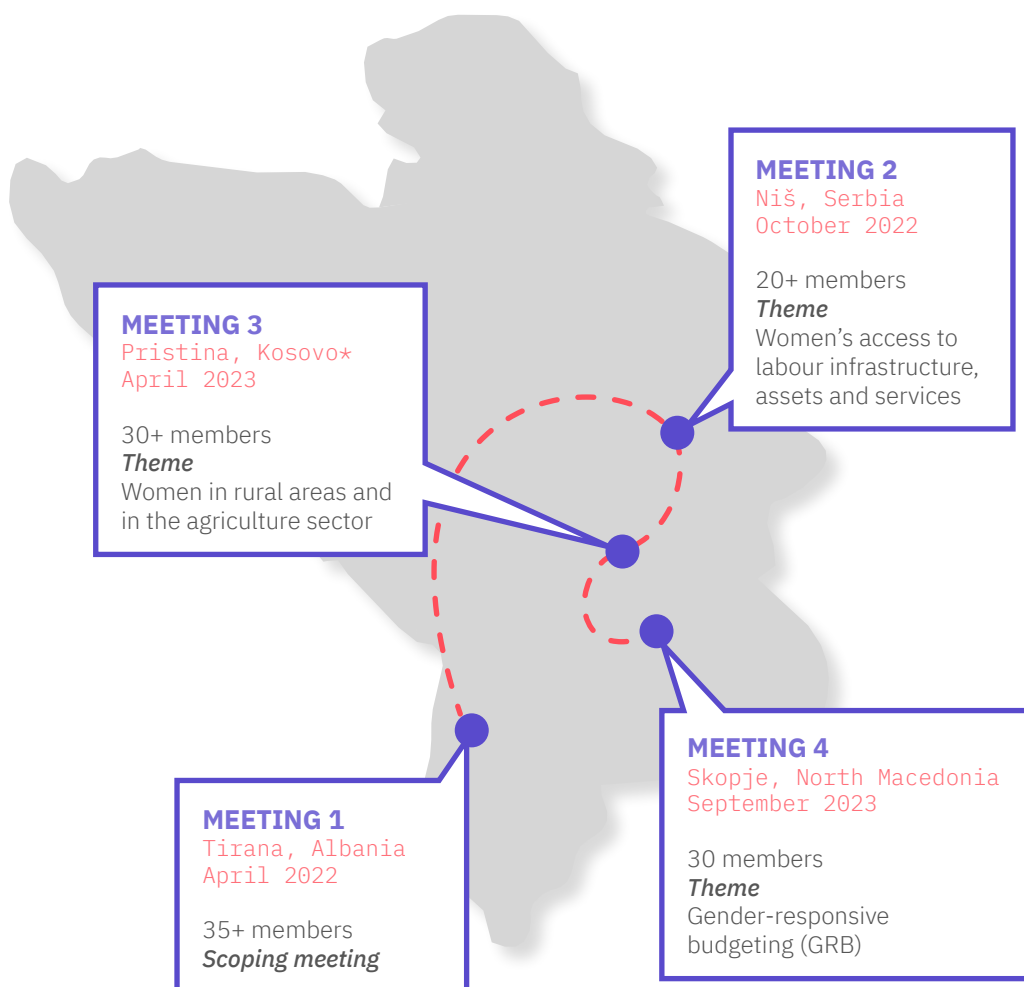 MEETING 2
Niš, Serbia
October 2022
20+ members
Theme
Women’s access to
labour infrastructure,
assets and services
MEETING 3
Pristina, Kosovo*
April 2023
30+ members
Theme
Women in rural areas and
in the agriculture sector
MEETING 4
Skopje, North Macedonia
September 2023
30 members
Theme
Gender-responsive
budgeting (GRB)
MEETING 1
Tirana, Albania
April 2022
35+ members
Scoping meeting